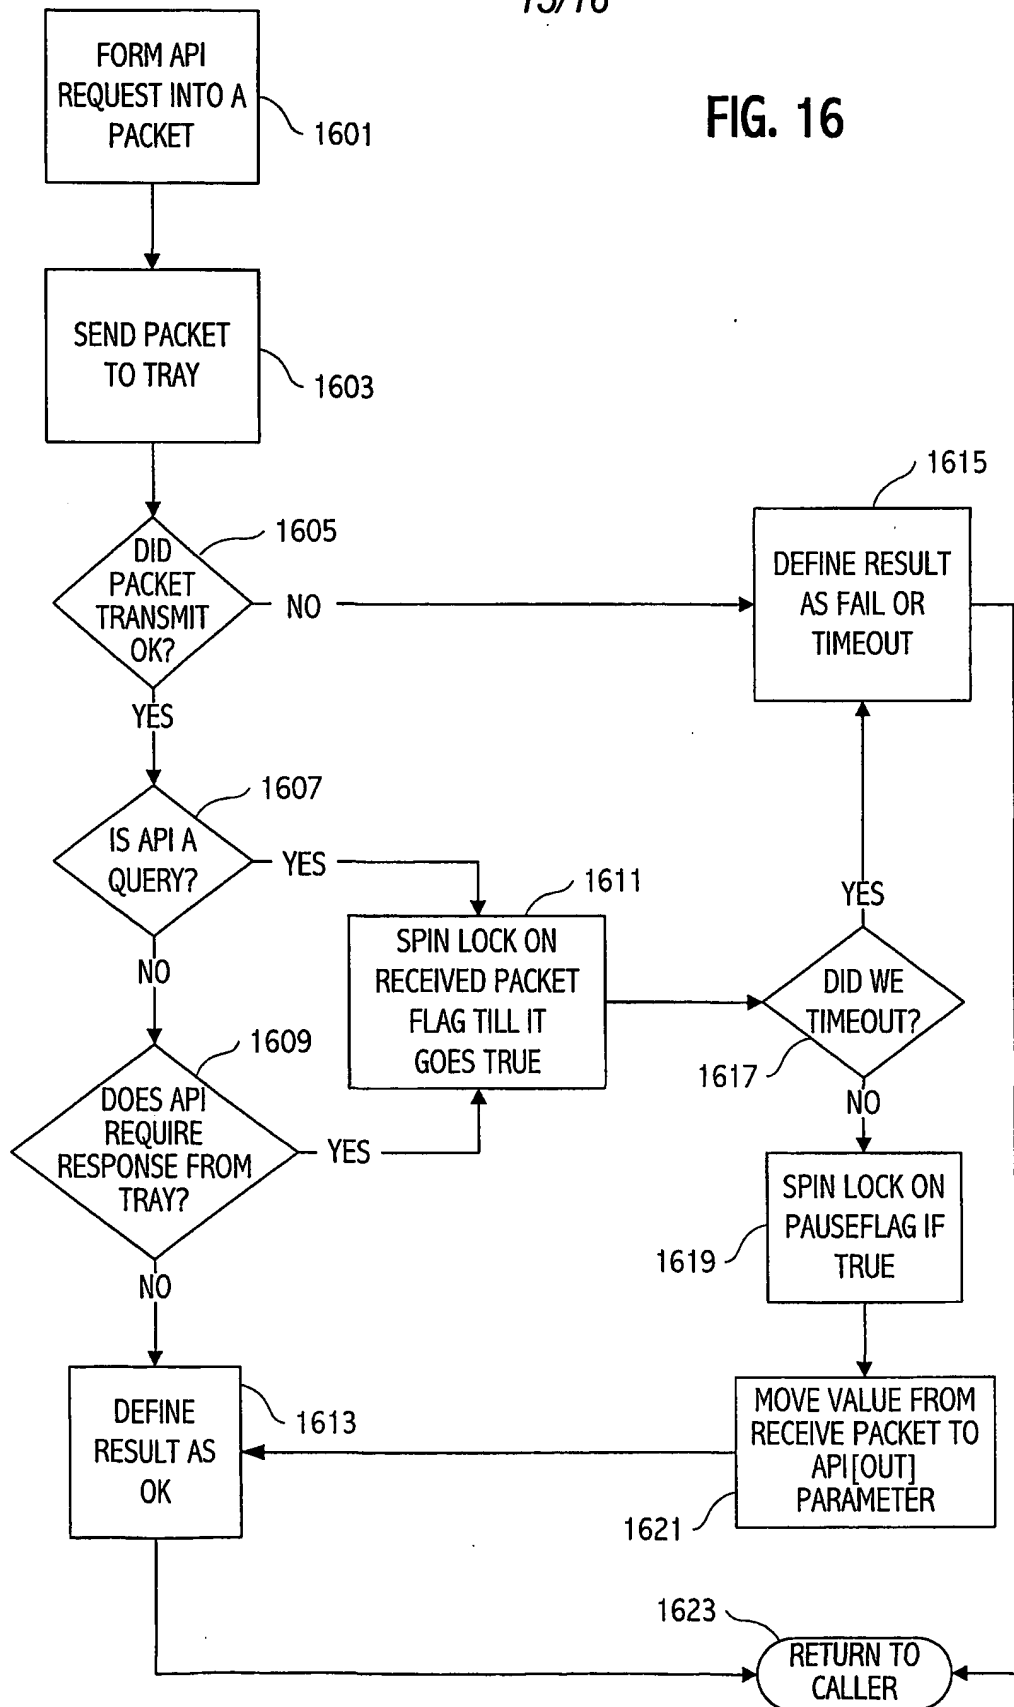 FIG. 16
FORM API
REQUEST INTO A
PACKET
1601
SEND PACKET
TO TRAY
1603
DID
PACKET
TRANSMIT
OK?
1605
NO
YES
1615
DEFINE RESULT
AS FAIL OR
TIMEOUT
IS API A
QUERY?
1607
YES
NO
1611
SPIN LOCK ON
RECEIVED PACKET
FLAG TILL IT
GOES TRUE
YES
DID WE
TIMEOUT?
1617
NO
DOES API
REQUIRE
RESPONSE FROM
TRAY?
1609
YES
NO
SPIN LOCK ON
PAUSEFLAG IF
TRUE
1619
DEFINE
RESULT AS
OK
1613
MOVE VALUE FROM
RECEIVE PACKET TO
API[OUT]
PARAMETER
1621
1623
RETURN TO
CALLER